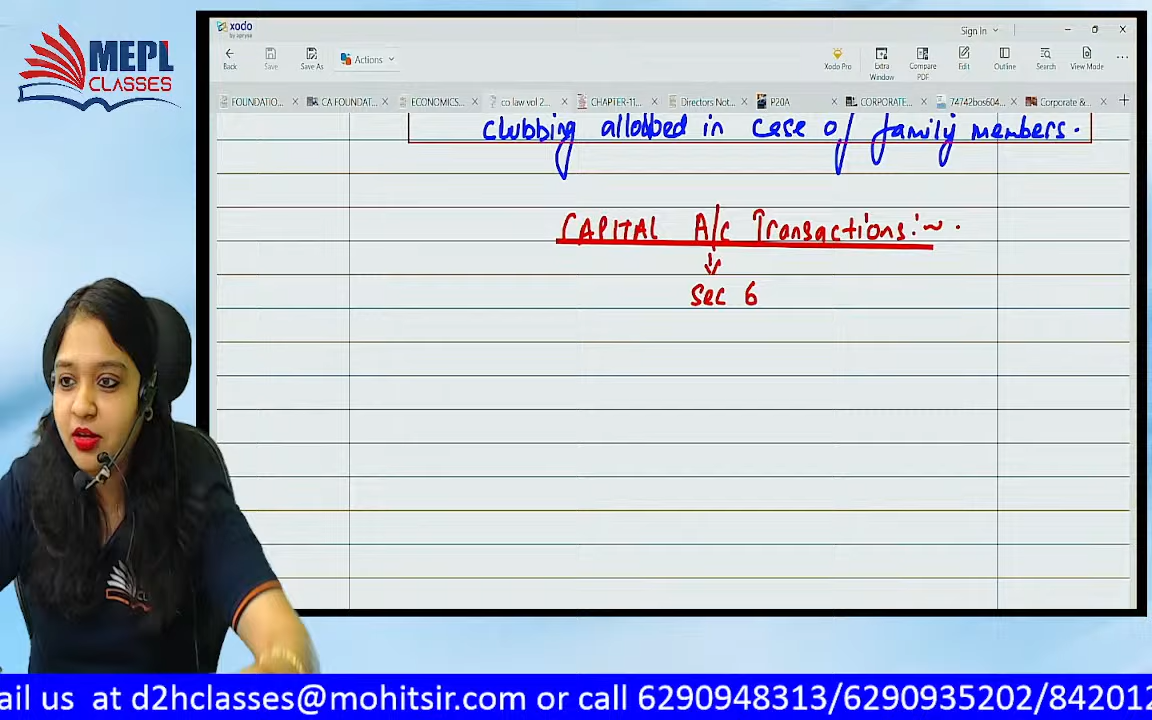 MEPL
CLASSES
xodo
by apryse
Sign In
Back
Save
Save As
Actions
Xodo Pro
Extra
Window
Compare
PDF
Edit
Outline
Search
View Mode
FOUNDATIO...
CA FOUNDAT...
ECONOMICS...
co law vol 2...
CHAPTER-11...
Directors Not...
P20A
CORPORATE...
74742bos604...
Corporate &...
clubbing allowed in case of family members.
CAPITAL A/c Transactions:~.
Sec 6
ail us at d2hclasses@mohitsir.com or call 6290948313/6290935202/842012